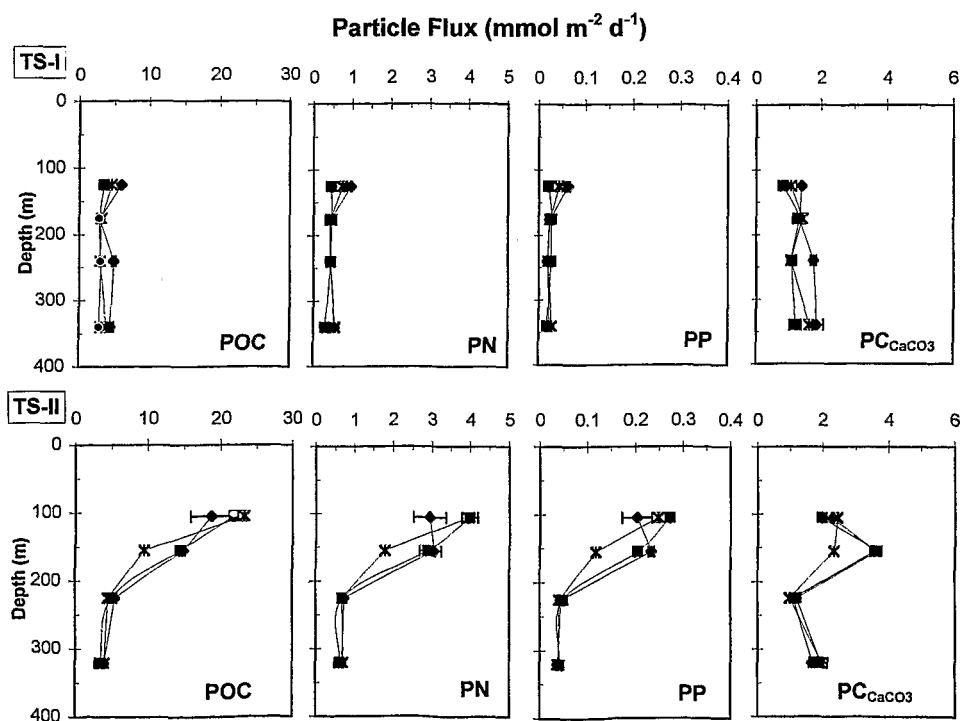 Particle Flux (mmol m⁻² d⁻¹)
TS-I
0 10 20 30
0 1 2 3 4 5
0 0.1 0.2 0.3 0.4
0 2 4 6
0
100
200
300
400
Depth (m)
POC
PN
PP
PC_CaCO3
TS-II
0 10 20 30
0 1 2 3 4 5
0 0.1 0.2 0.3 0.4
0 2 4 6
0
100
200
300
400
Depth (m)
POC
PN
PP
PC_CaCO3